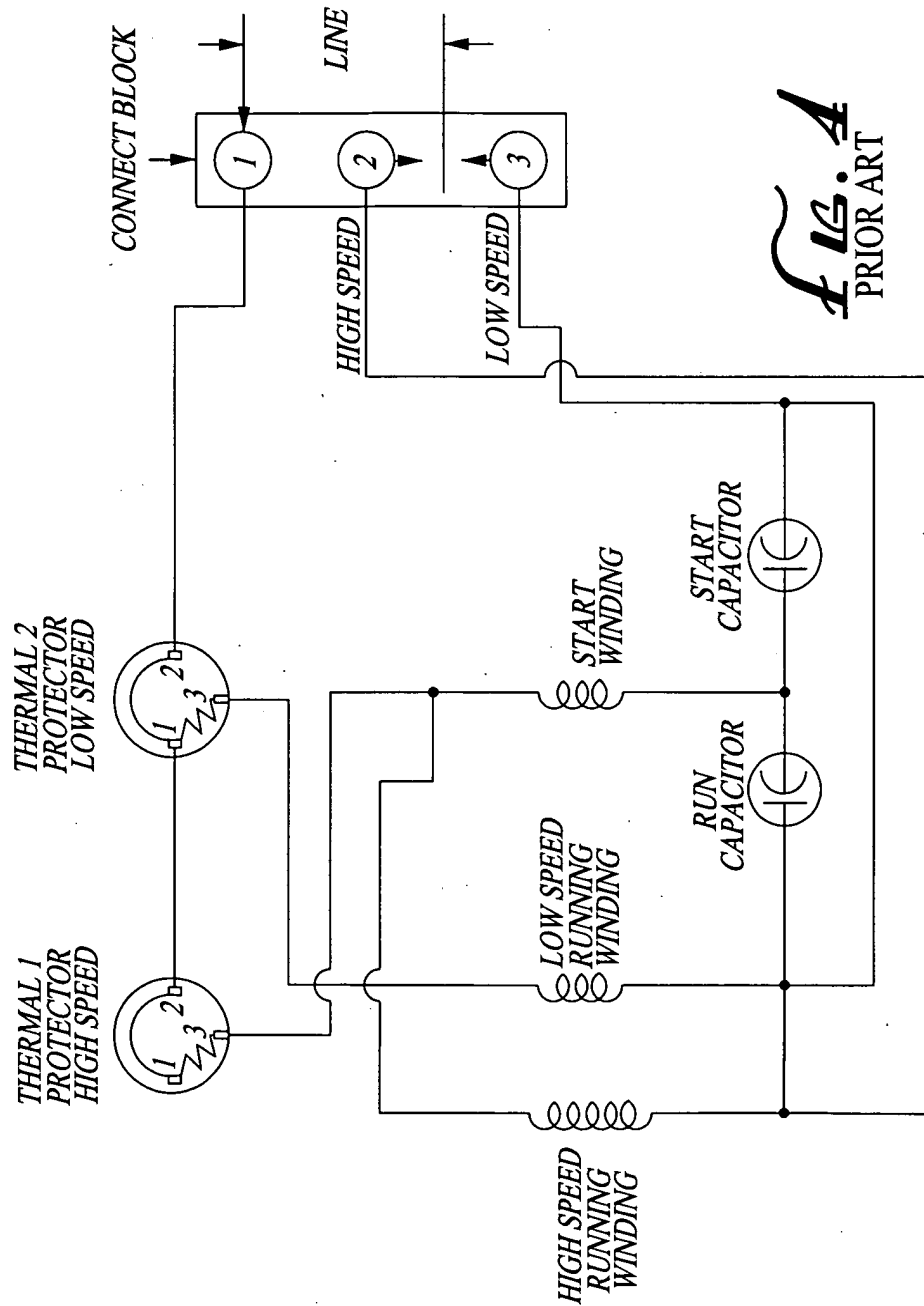 CONNECT BLOCK
1
2
3
LINE
HIGH SPEED
LOW SPEED
THERMAL 2
PROTECTOR
LOW SPEED
1
2
3
THERMAL 1
PROTECTOR
HIGH SPEED
1
2
3
START
WINDING
START
CAPACITOR
LOW SPEED
RUNNING
WINDING
RUN
CAPACITOR
HIGH SPEED
RUNNING
WINDING
FIG. 4
PRIOR ART